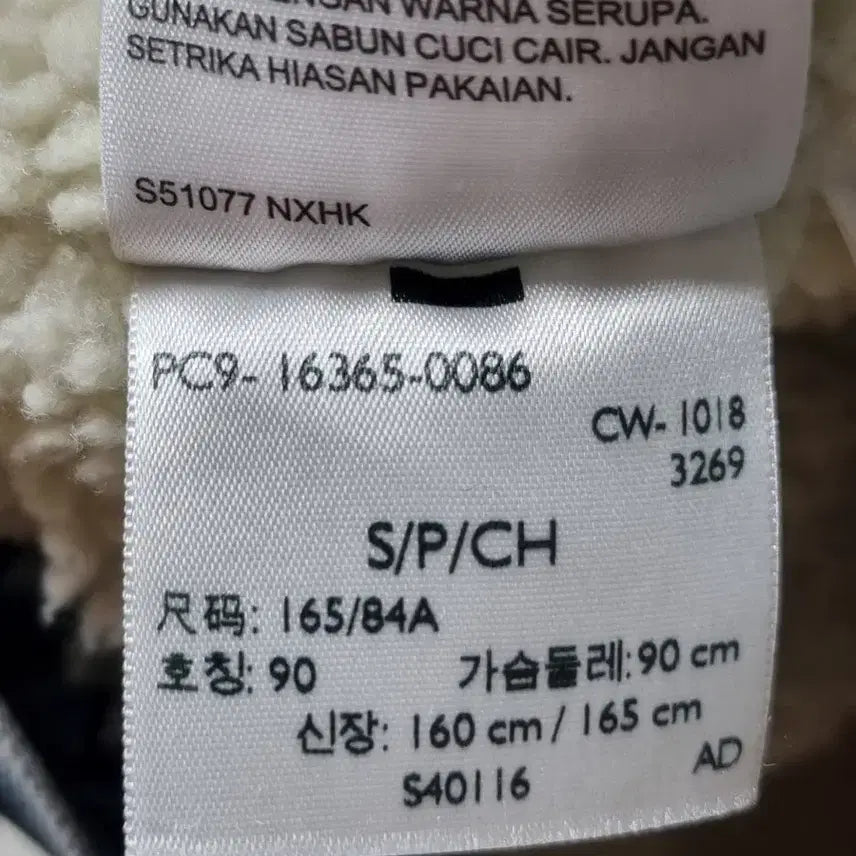 WARNA SERUPA.
GUNAKAN SABUN CUCI CAIR. JANGAN
SETRIKA HIASAN PAKAIAN.
S51077 NXHK
PC9- 16365-0086
CW- 1018
3269
S/P/CH
尺码: 165/84A
호칭: 90 가슴둘레: 90 cm
신장: 160 cm / 165 cm
AD
S40116